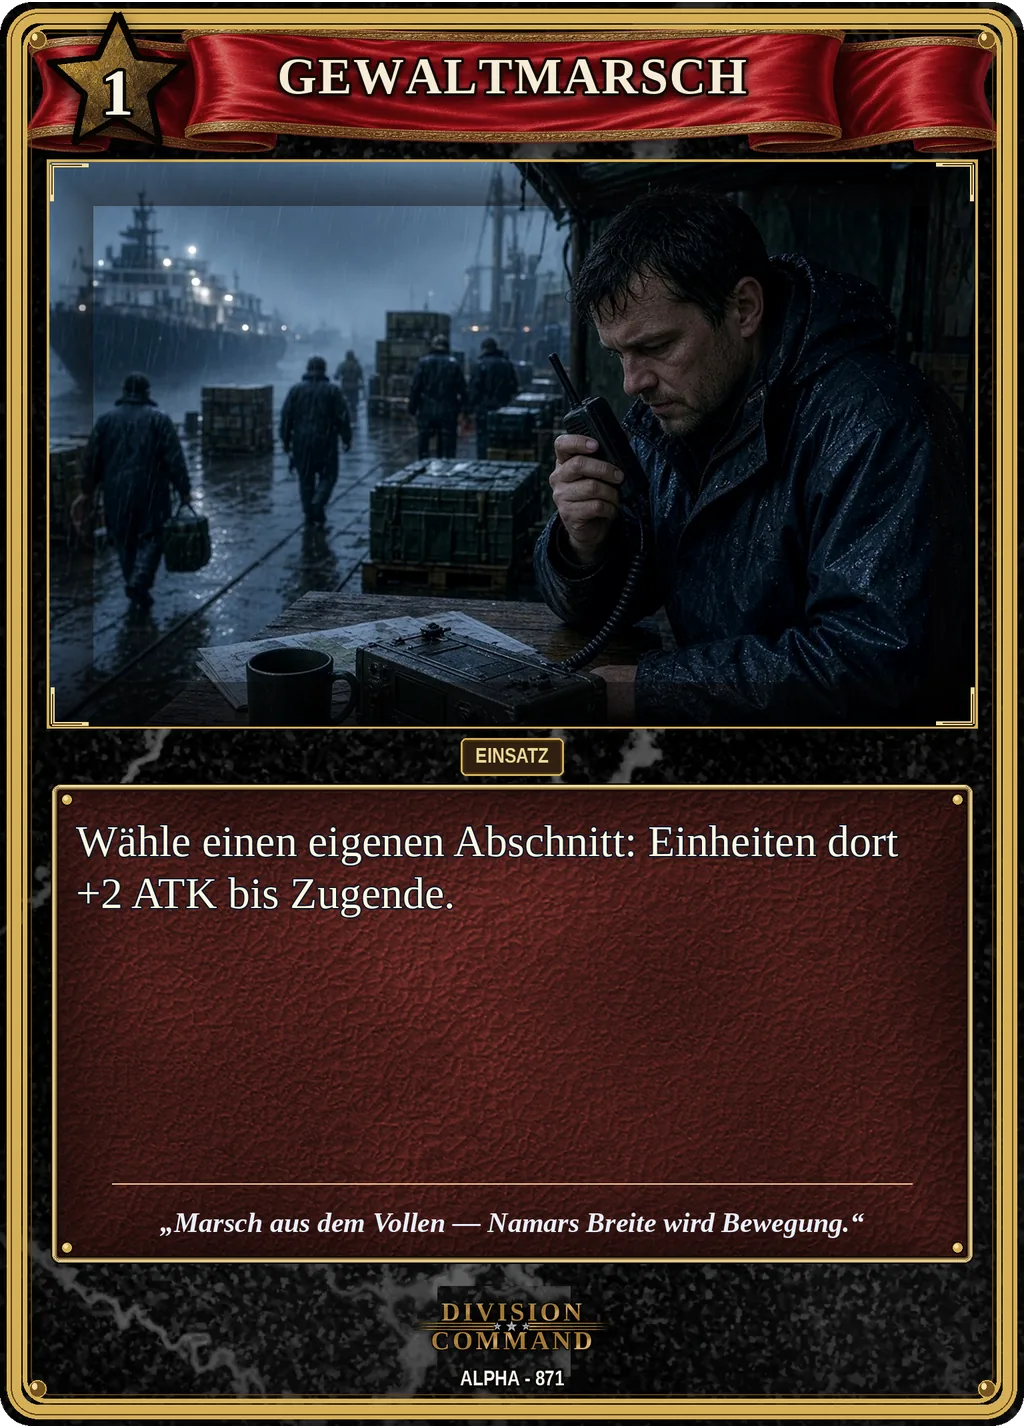 1
GEWALTMARSCH
EINSATZ
Wähle einen eigenen Abschnitt: Einheiten dort
+2 ATK bis Zugende.
„Marsch aus dem Vollen — Namars Breite wird Bewegung.“
DIVISION
COMMAND
ALPHA - 871